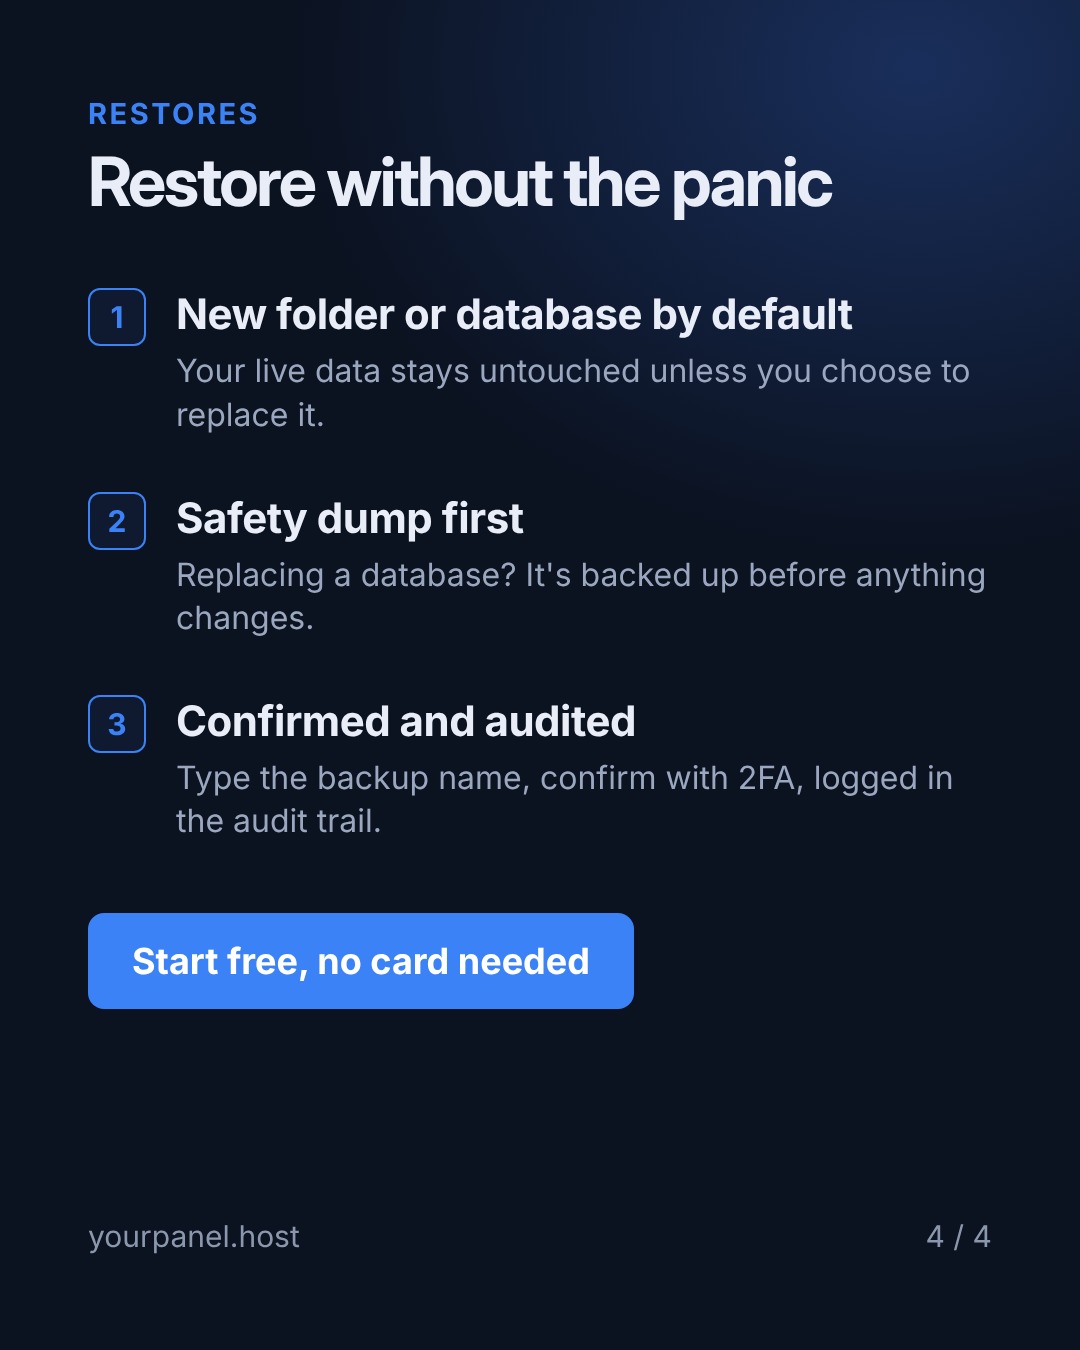 RESTORES
Restore without the panic
1
New folder or database by default
Your live data stays untouched unless you choose to
replace it.
2
Safety dump first
Replacing a database? It's backed up before anything
changes.
3
Confirmed and audited
Type the backup name, confirm with 2FA, logged in
the audit trail.
Start free, no card needed
yourpanel.host
4 / 4